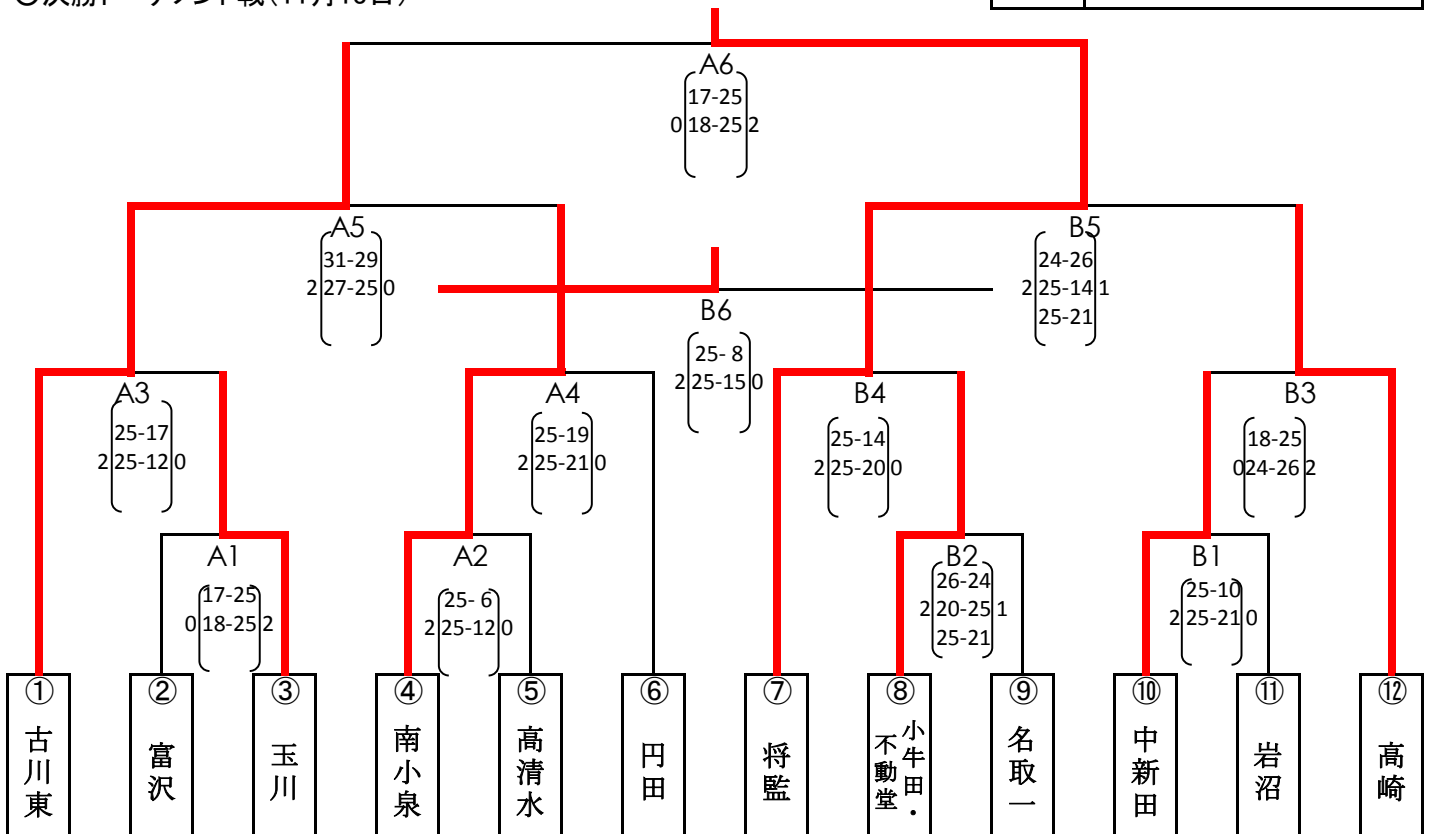 A6
17-25
0 18-25 2
A5
31-29
2 27-25 0
B5
24-26
2 25-14 1
25-21
B6
25- 8
2 25-15 0
A3
25-17
2 25-12 0
A4
25-19
2 25-21 0
B4
25-14
2 25-20 0
B3
18-25
0 24-26 2
A1
17-25
0 18-25 2
A2
25- 6
2 25-12 0
B2
26-24
2 20-25 1
25-21
B1
25-10
2 25-21 0
① 古川東
② 富沢
③ 玉川
④ 南小泉
⑤ 高清水
⑥ 円田
⑦ 将監
⑧ 小牛田・
不動堂
⑨ 名取一
⑩ 中新田
⑪ 岩沼
⑫ 高崎